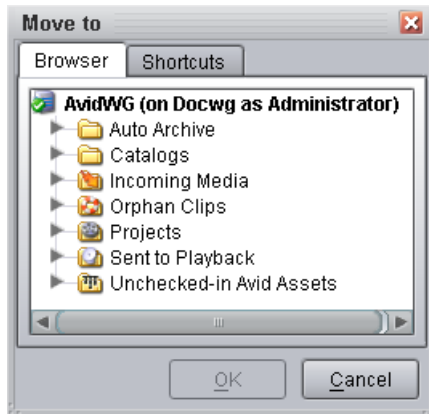 Move to
Browser Shortcuts
AvidWG (on Docwg as Administrator)
Auto Archive
Catalogs
Incoming Media
Orphan Clips
Projects
Sent to Playback
Unchecked-in Avid Assets
OK Cancel